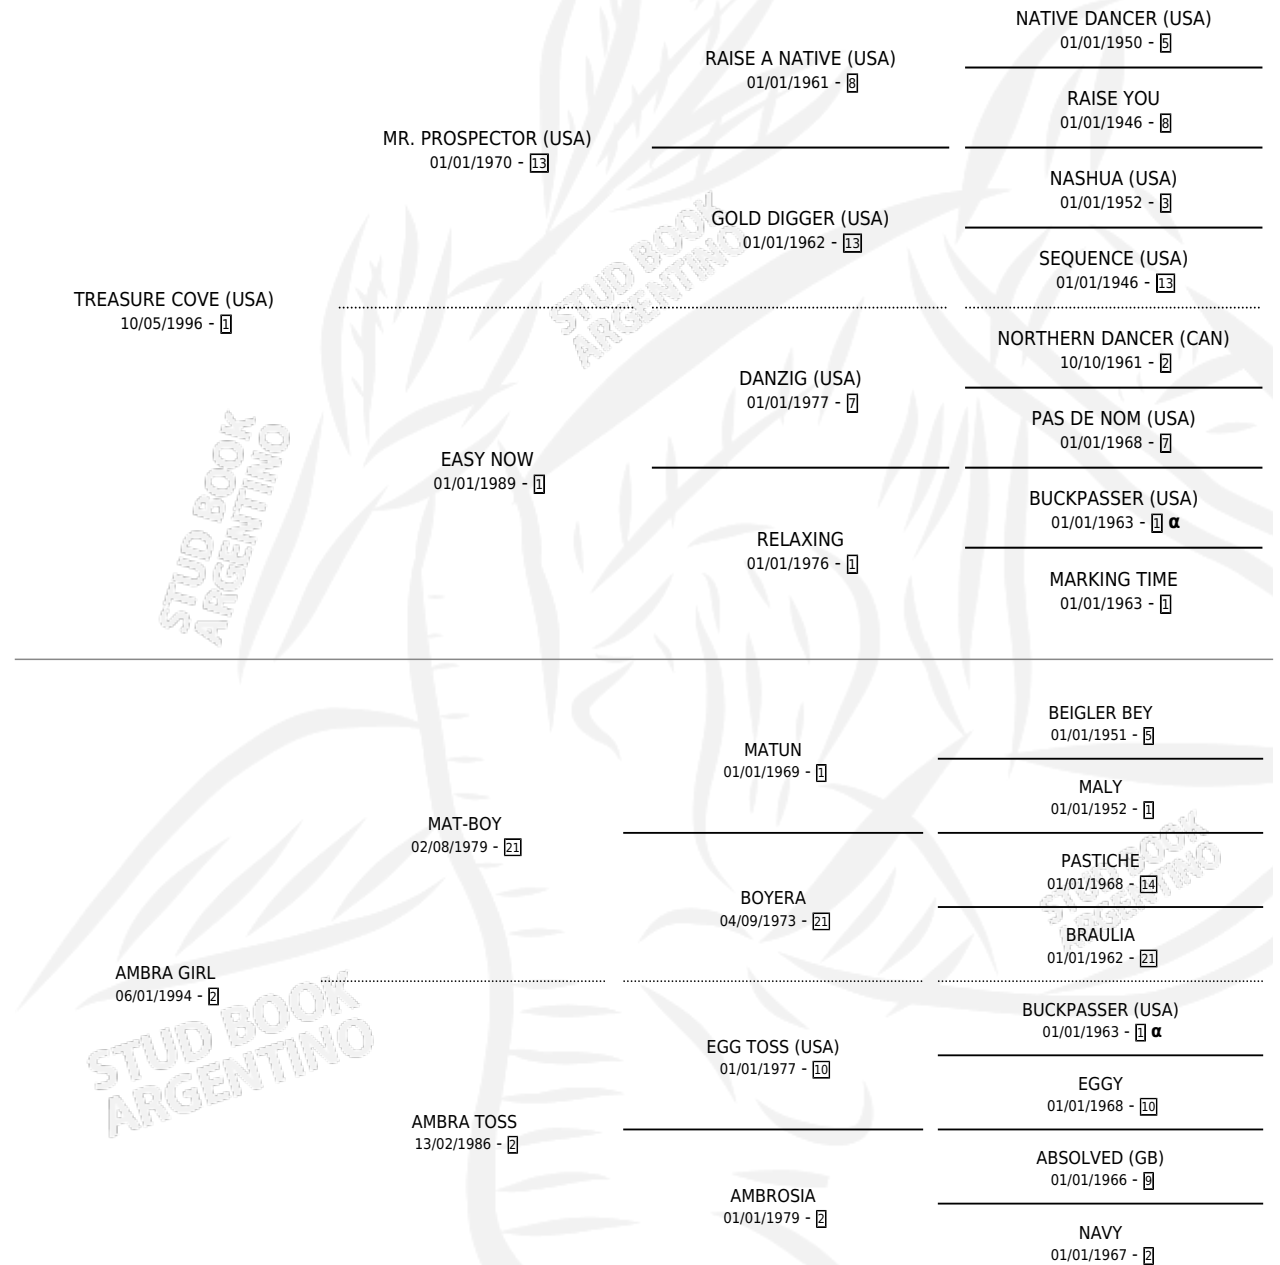 NATIVE DANCER (USA)
01/01/1950 - 5
RAISE A NATIVE (USA)
01/01/1961 - 8
RAISE YOU
01/01/1946 - 8
MR. PROSPECTOR (USA)
01/01/1970 - 13
NASHUA (USA)
01/01/1952 - 3
GOLD DIGGER (USA)
01/01/1962 - 13
SEQUENCE (USA)
01/01/1946 - 13
TREASURE COVE (USA)
10/05/1996 - 1
NORTHERN DANCER (CAN)
10/10/1961 - 2
DANZIG (USA)
01/01/1977 - 7
PAS DE NOM (USA)
01/01/1968 - 7
EASY NOW
01/01/1989 - 1
BUCKPASSER (USA)
01/01/1963 - 1 α
RELAXING
01/01/1976 - 1
MARKING TIME
01/01/1963 - 1
STUD BOOK
ARGENTINO
STUD BOOK
ARGENTINO
BEIGLER BEY
01/01/1951 - 5
MATUN
01/01/1969 - 1
MALY
01/01/1952 - 1
MAT-BOY
02/08/1979 - 21
PASTICHE
01/01/1968 - 14
BOYERA
04/09/1973 - 21
BRAULIA
01/01/1962 - 21
AMBRA GIRL
06/01/1994 - 2
BUCKPASSER (USA)
01/01/1963 - 1 α
EGG TOSS (USA)
01/01/1977 - 10
EGGY
01/01/1968 - 10
AMBRA TOSS
13/02/1986 - 2
ABSOLVED (GB)
01/01/1966 - 9
AMBROSIA
01/01/1979 - 2
NAVY
01/01/1967 - 2
STUD BOOK
ARGENTINO
STUD BOOK
ARGENTINO